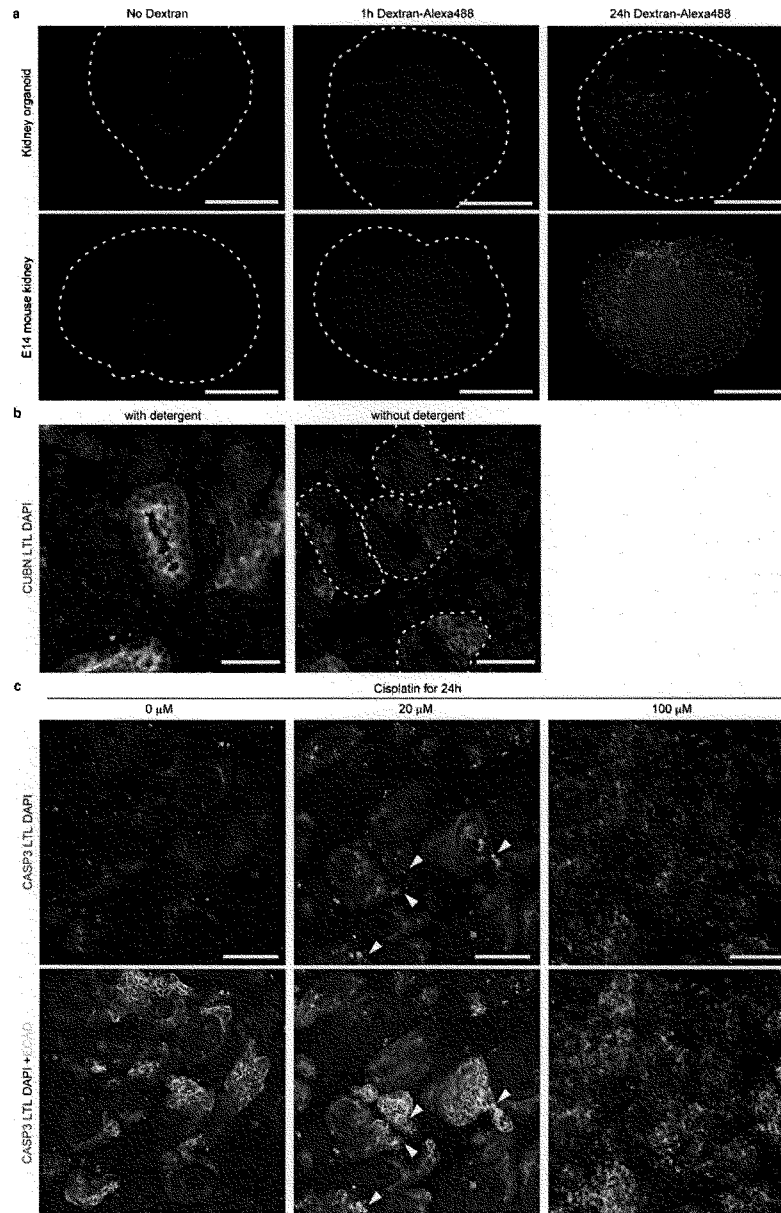 a
No Dextran
1h Dextran-Alexa488
24h Dextran-Alexa488
Kidney organoid
E14 mouse kidney
b
with detergent
without detergent
CUBN LTL DAPI
c
Cisplatin for 24h
0 µM
20 µM
100 µM
CASP3 LTL DAPI
CASP3 LTL DAPI +ECAD